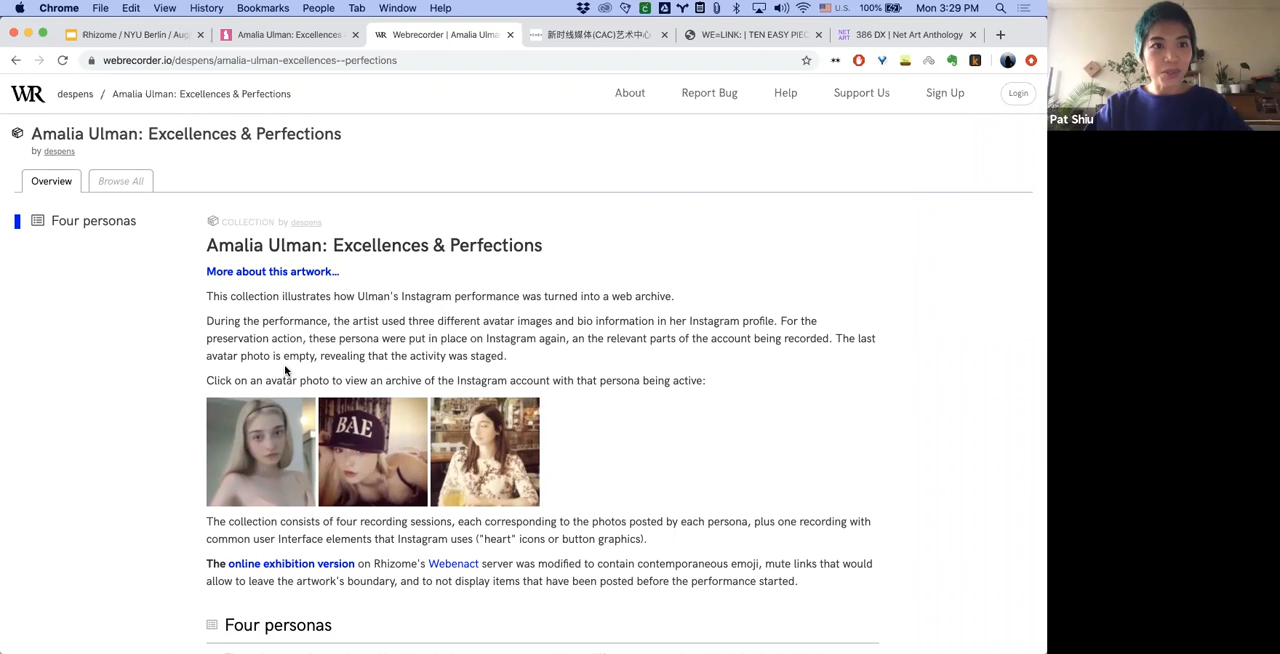 Chrome File Edit View History Bookmarks People Tab Window Help U.S. 100% Mon 3:29 PM
Rhizome / NYU Berlin / Aug × Amalia Ulman: Excellences × WR Webrecorder | Amalia Ulma × 新时线媒体(CAC)艺术中心 × WE=LINK: | TEN EASY PIEC × NET ART 386 DX | Net Art Anthology × +
webrecorder.io/despens/amalia-ulman-excellences--perfections
WR despens / Amalia Ulman: Excellences & Perfections About Report Bug Help Support Us Sign Up Login
Pat Shiu
Amalia Ulman: Excellences & Perfections
by despens
Overview Browse All
Four personas
COLLECTION by despens
Amalia Ulman: Excellences & Perfections
More about this artwork...
This collection illustrates how Ulman's Instagram performance was turned into a web archive.
During the performance, the artist used three different avatar images and bio information in her Instagram profile. For the
preservation action, these persona were put in place on Instagram again, an the relevant parts of the account being recorded. The last
avatar photo is empty, revealing that the activity was staged.
Click on an avatar photo to view an archive of the Instagram account with that persona being active:
BAE
The collection consists of four recording sessions, each corresponding to the photos posted by each persona, plus one recording with
common user Interface elements that Instagram uses ("heart" icons or button graphics).
The online exhibition version on Rhizome's Webenact server was modified to contain contemporaneous emoji, mute links that would
allow to leave the artwork's boundary, and to not display items that have been posted before the performance started.
Four personas